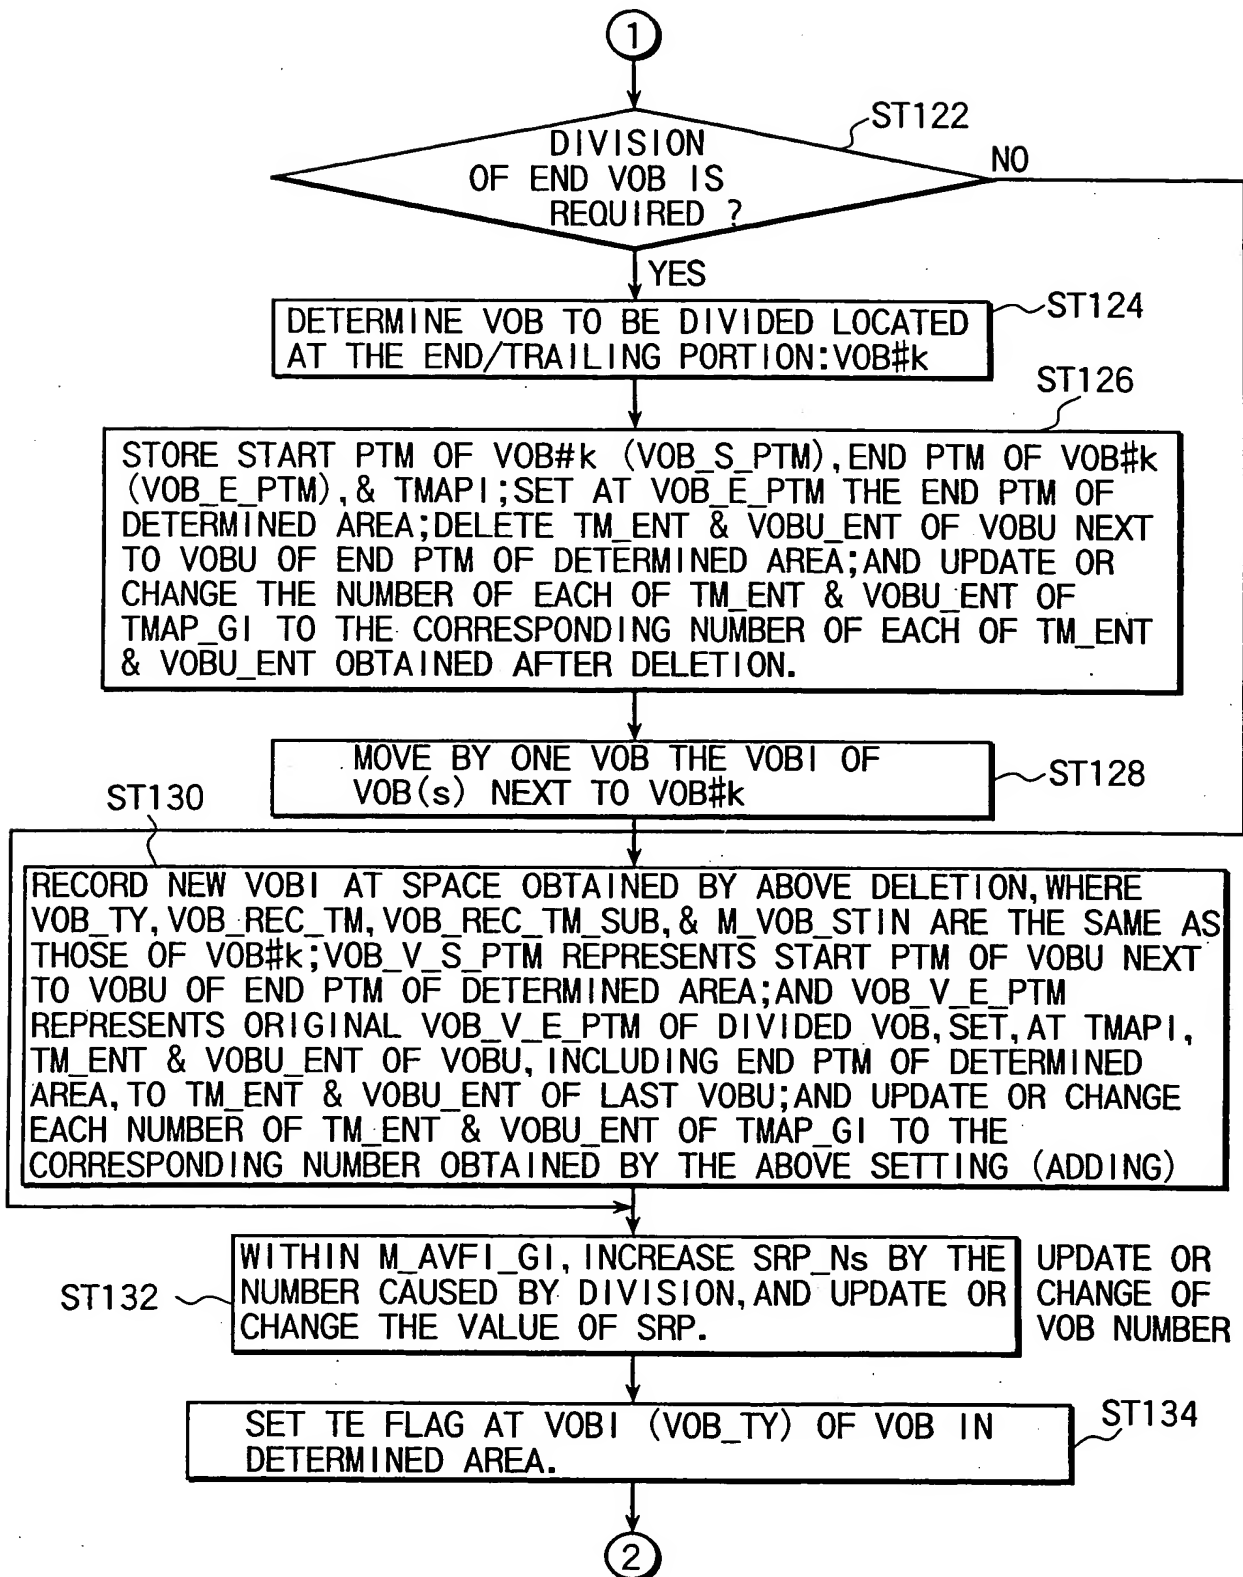 1
ST122
DIVISION
OF END VOB IS
REQUIRED ?
NO
YES
ST124
DETERMINE VOB TO BE DIVIDED LOCATED
AT THE END/TRAILING PORTION:VOB#k
ST126
STORE START PTM OF VOB#k (VOB_S_PTM),END PTM OF VOB#k
(VOB_E_PTM),& TMAPI;SET AT VOB_E_PTM THE END PTM OF
DETERMINED AREA;DELETE TM_ENT & VOBU_ENT OF VOBU NEXT
TO VOBU OF END PTM OF DETERMINED AREA;AND UPDATE OR
CHANGE THE NUMBER OF EACH OF TM_ENT & VOBU_ENT OF
TMAP_GI TO THE CORRESPONDING NUMBER OF EACH OF TM_ENT
& VOBU_ENT OBTAINED AFTER DELETION.
MOVE BY ONE VOB THE VOBI OF
VOB(s) NEXT TO VOB#k
ST128
ST130
RECORD NEW VOBI AT SPACE OBTAINED BY ABOVE DELETION,WHERE
VOB_TY,VOB_REC_TM,VOB_REC_TM_SUB,& M_VOB_STIN ARE THE SAME AS
THOSE OF VOB#k;VOB_V_S_PTM REPRESENTS START PTM OF VOBU NEXT
TO VOBU OF END PTM OF DETERMINED AREA;AND VOB_V_E_PTM
REPRESENTS ORIGINAL VOB_V_E_PTM OF DIVIDED VOB,SET,AT TMAPI,
TM_ENT & VOBU_ENT OF VOBU,INCLUDING END PTM OF DETERMINED
AREA,TO TM_ENT & VOBU_ENT OF LAST VOBU;AND UPDATE OR CHANGE
EACH NUMBER OF TM_ENT & VOBU_ENT OF TMAP_GI TO THE
CORRESPONDING NUMBER OBTAINED BY THE ABOVE SETTING (ADDING)
ST132
WITHIN M_AVFI_GI,INCREASE SRP_Ns BY THE
NUMBER CAUSED BY DIVISION,AND UPDATE OR
CHANGE THE VALUE OF SRP.
UPDATE OR
CHANGE OF
VOB NUMBER
SET TE FLAG AT VOBI (VOB_TY) OF VOB IN
DETERMINED AREA.
ST134
2